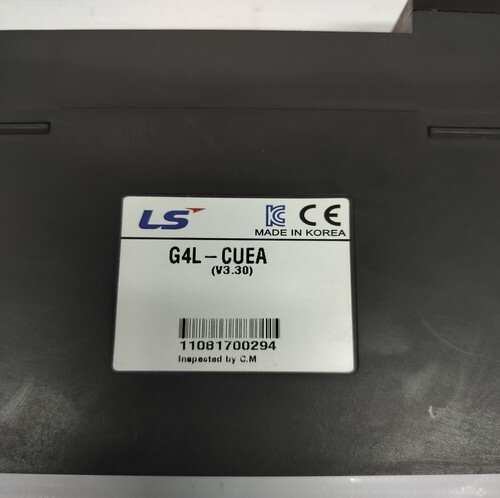 LS
CE
MADE IN KOREA
G4L-CUEA
(V3.30)
11081700294
Inspected by C.M